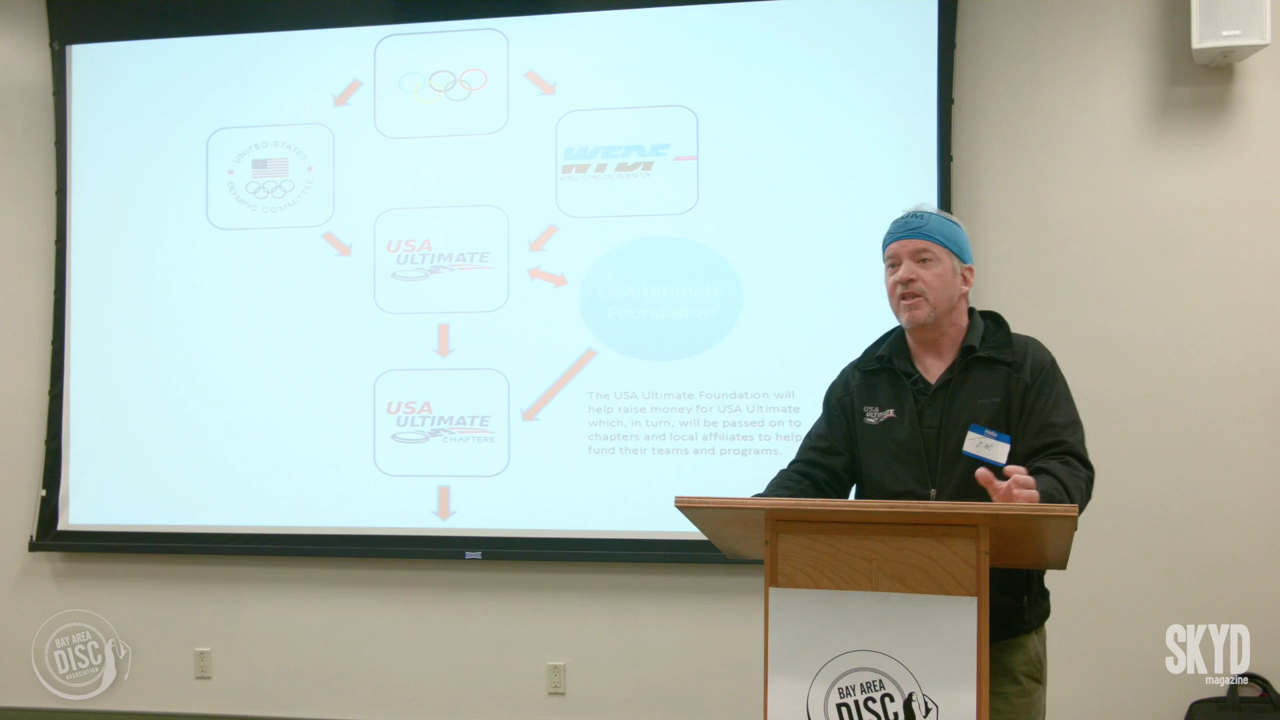 UNITED STATES
OLYMPIC COMMITTEE
WFDF
USA
ULTIMATE
USA Ultimate
Foundation
USA
ULTIMATE
CHAPTERS
The USA Ultimate Foundation will
help raise money for USA Ultimate
which, in turn, will be passed on to
chapters and local affiliates to help
fund their teams and programs.
USA
ULTIMATE
Hello
BAY AREA
DISC
ASSOCIATION
BAY AREA
DISC
SKYD
magazine